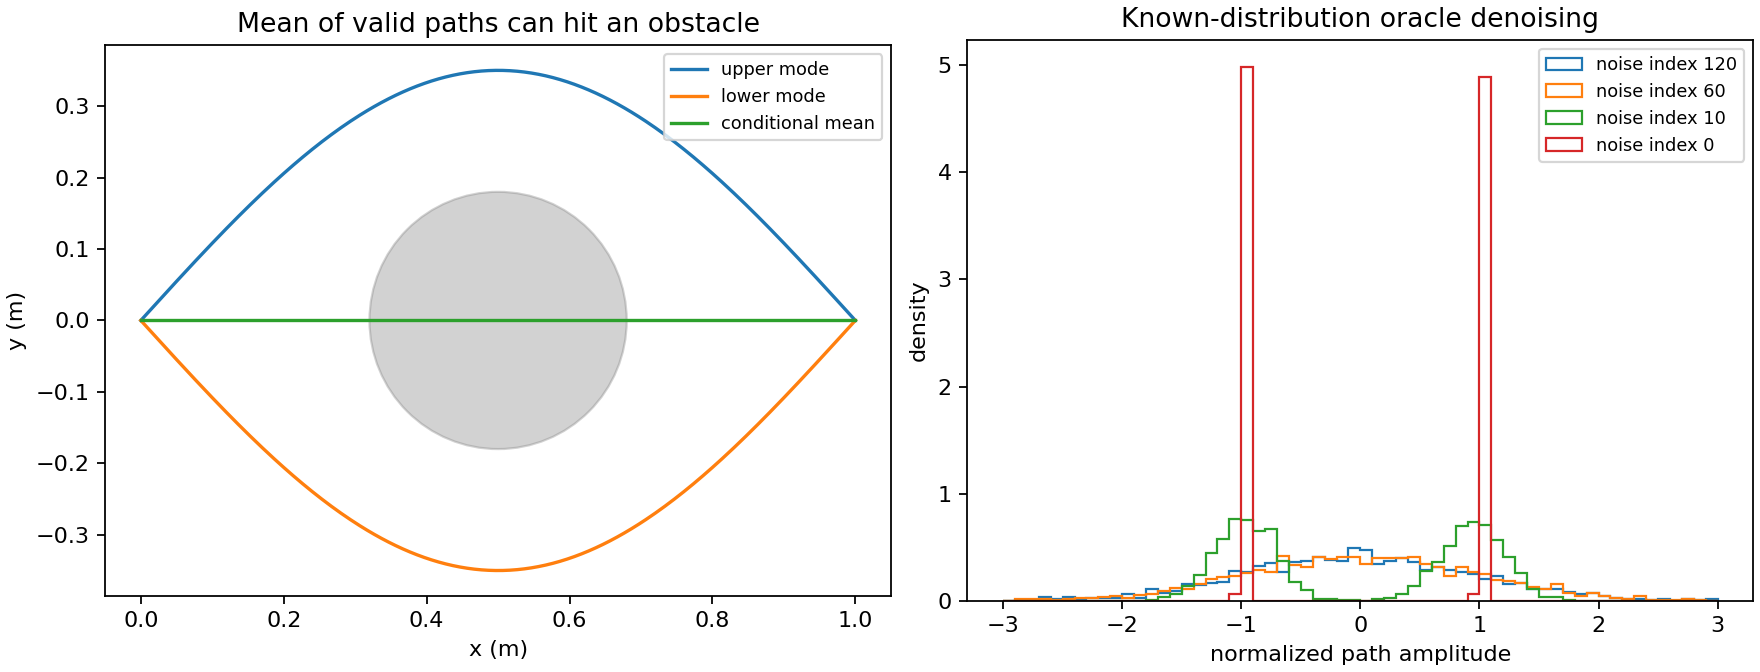 Mean of valid paths can hit an obstacle
upper mode
lower mode
conditional mean
0.3
0.2
0.1
0.0
−0.1
−0.2
−0.3
y (m)
0.0 0.2 0.4 0.6 0.8 1.0
x (m)
Known-distribution oracle denoising
noise index 120
noise index 60
noise index 10
noise index 0
5
4
3
2
1
0
density
−3 −2 −1 0 1 2 3
normalized path amplitude